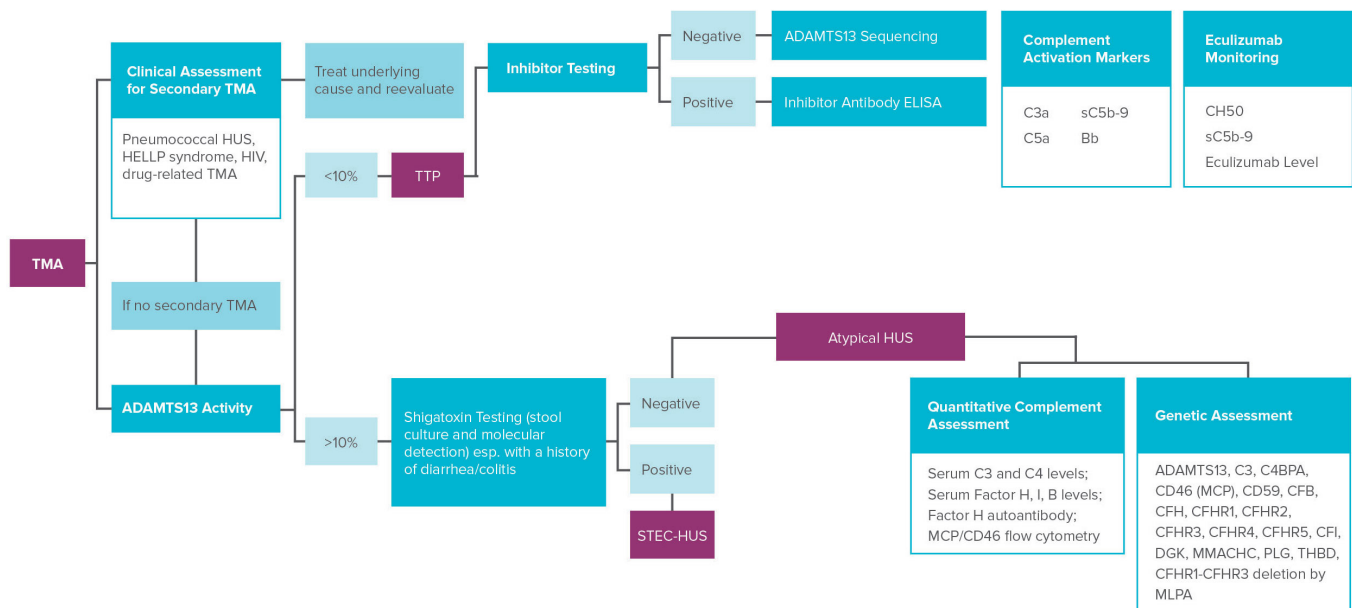 TMA
Clinical Assessment
for Secondary TMA
Pneumococcal HUS,
HELLP syndrome, HIV,
drug-related TMA
Treat underlying
cause and reevaluate
If no secondary TMA
ADAMTS13 Activity
<10%
TTP
Inhibitor Testing
Negative
ADAMTS13 Sequencing
Positive
Inhibitor Antibody ELISA
>10%
Shigatoxin Testing (stool
culture and molecular
detection) esp. with a history
of diarrhea/colitis
Negative
Positive
STEC-HUS
Atypical HUS
Quantitative Complement
Assessment
Serum C3 and C4 levels;
Serum Factor H, I, B levels;
Factor H autoantibody;
MCP/CD46 flow cytometry
Genetic Assessment
ADAMTS13, C3, C4BPA,
CD46 (MCP), CD59, CFB,
CFH, CFHR1, CFHR2,
CFHR3, CFHR4, CFHR5, CFI,
DGK, MMACHC, PLG, THBD,
CFHR1-CFHR3 deletion by
MLPA
Complement
Activation Markers
C3a sC5b-9
C5a Bb
Eculizumab
Monitoring
CH50
sC5b-9
Eculizumab Level